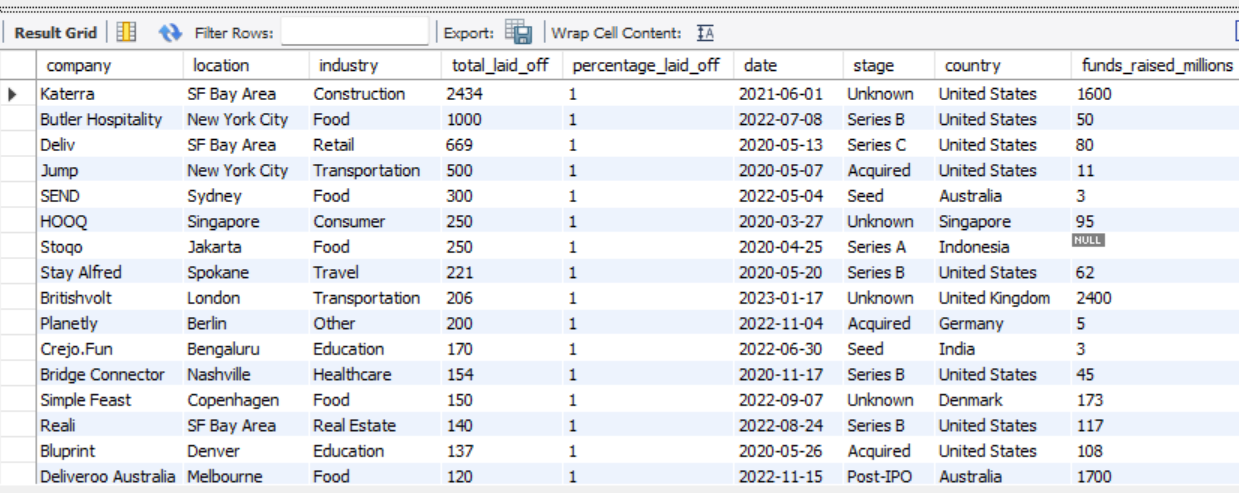 Result Grid Filter Rows: Export: Wrap Cell Content: IA
company location industry total_laid_off percentage_laid_off date stage country funds_raised_millions
Katerra SF Bay Area Construction 2434 1 2021-06-01 Unknown United States 1600
Butler Hospitality New York City Food 1000 1 2022-07-08 Series B United States 50
Deliv SF Bay Area Retail 669 1 2020-05-13 Series C United States 80
Jump New York City Transportation 500 1 2020-05-07 Acquired United States 11
SEND Sydney Food 300 1 2022-05-04 Seed Australia 3
HOOQ Singapore Consumer 250 1 2020-03-27 Unknown Singapore 95
Stoqo Jakarta Food 250 1 2020-04-25 Series A Indonesia NULL
Stay Alfred Spokane Travel 221 1 2020-05-20 Series B United States 62
Britishvolt London Transportation 206 1 2023-01-17 Unknown United Kingdom 2400
Planetly Berlin Other 200 1 2022-11-04 Acquired Germany 5
Crejo.Fun Bengaluru Education 170 1 2022-06-30 Seed India 3
Bridge Connector Nashville Healthcare 154 1 2020-11-17 Series B United States 45
Simple Feast Copenhagen Food 150 1 2022-09-07 Unknown Denmark 173
Reali SF Bay Area Real Estate 140 1 2022-08-24 Series B United States 117
Bluprint Denver Education 137 1 2020-05-26 Acquired United States 108
Deliveroo Australia Melbourne Food 120 1 2022-11-15 Post-IPO Australia 1700